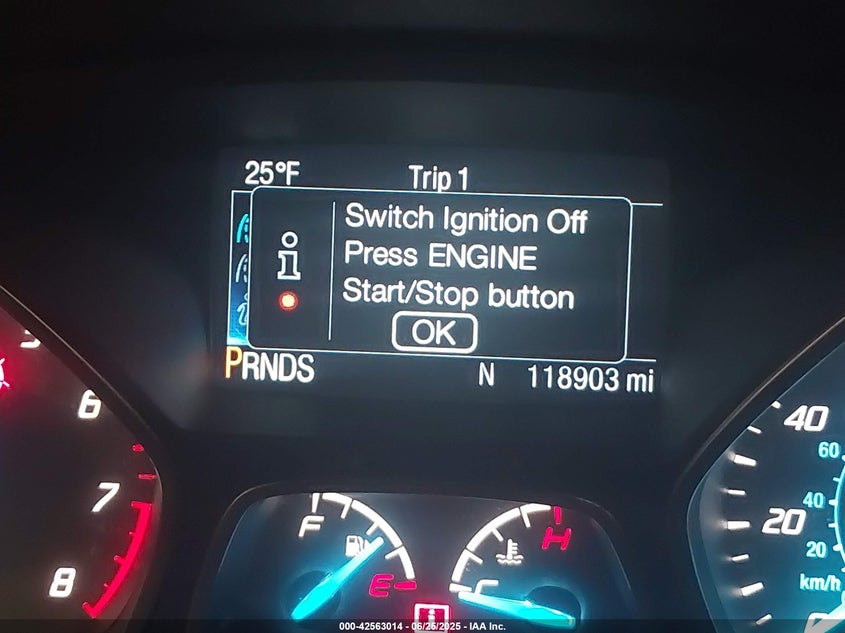 25°F Trip 1
Switch Ignition Off
Press ENGINE
Start/Stop button
OK
PRNDS N 118903 mi
6
7
8
F
E
H
C
40
20
60
40
20
km/h
000-42563014 - 06/25/2025 - IAA Inc.